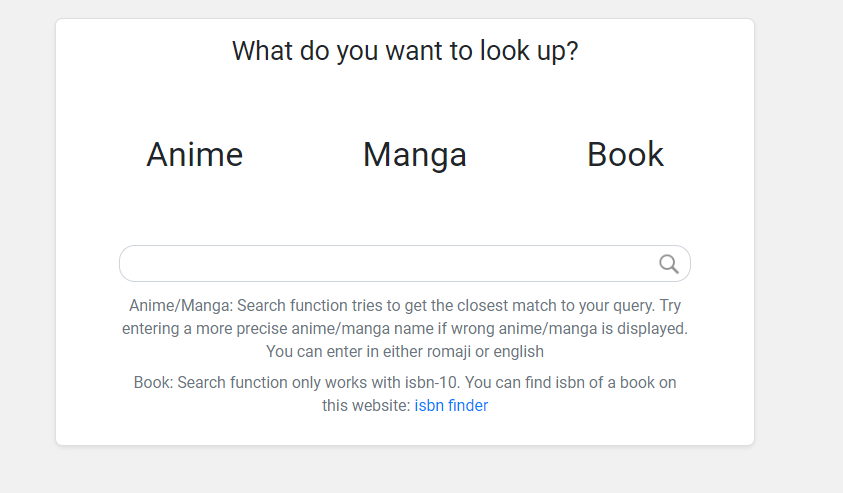 What do you want to look up?
Anime Manga Book
Anime/Manga: Search function tries to get the closest match to your query. Try
entering a more precise anime/manga name if wrong anime/manga is displayed.
You can enter in either romaji or english
Book: Search function only works with isbn-10. You can find isbn of a book on
this website: isbn finder